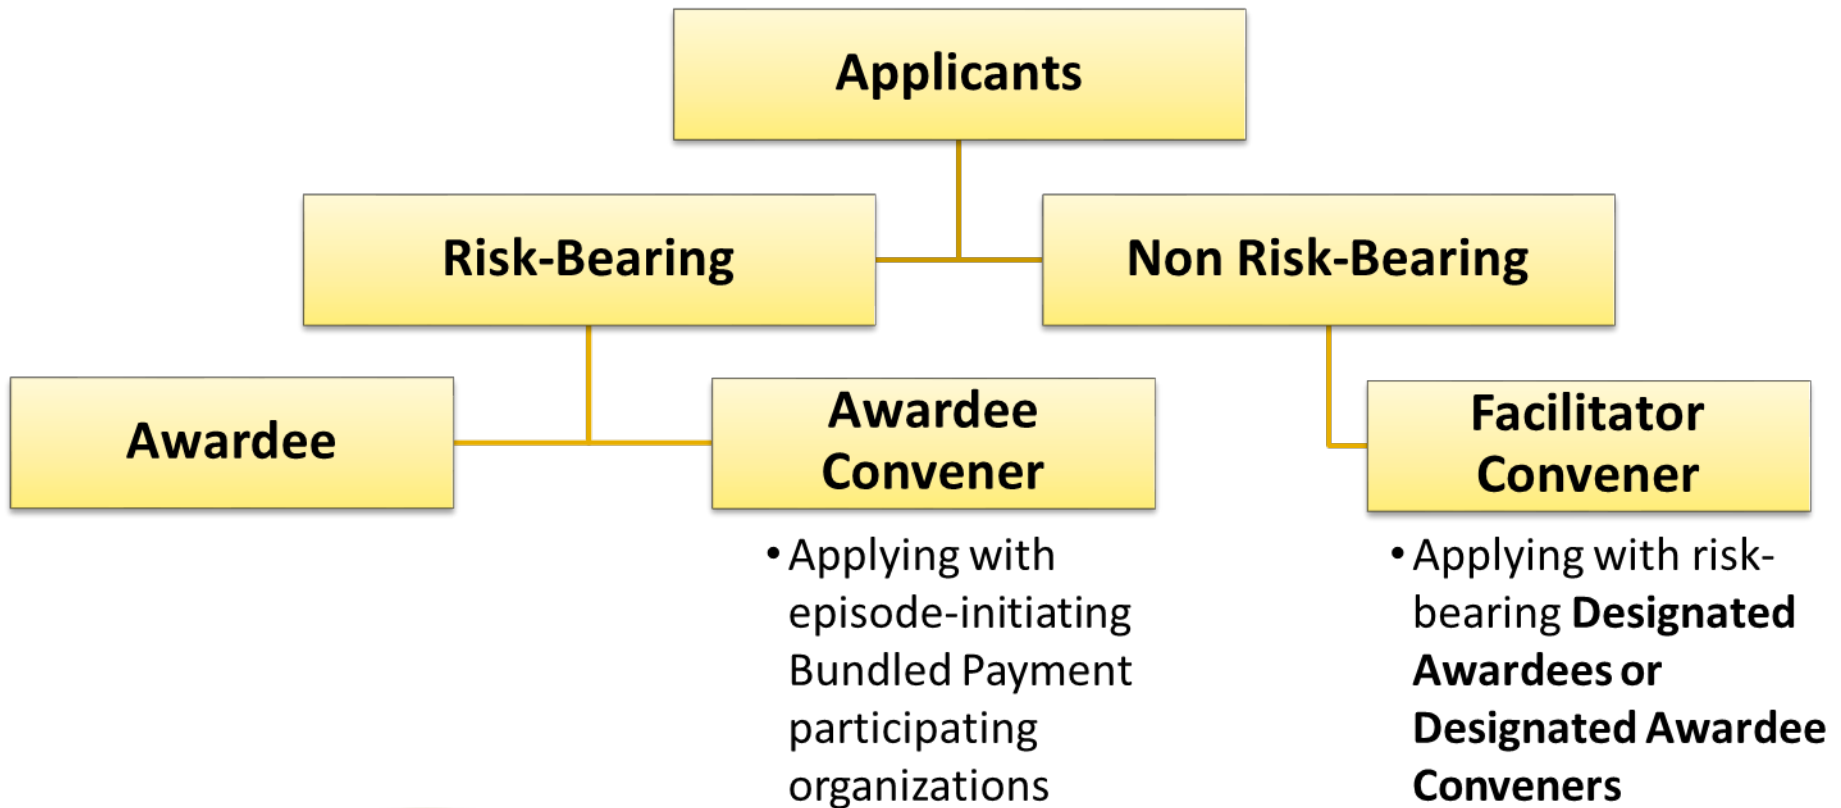 Applicants
Risk-Bearing
Non Risk-Bearing
Awardee
Awardee
Convener
• Applying with
episode-initiating
Bundled Payment
participating
organizations
Facilitator
Convener
• Applying with risk-
bearing Designated
Awardees or
Designated Awardee
Conveners